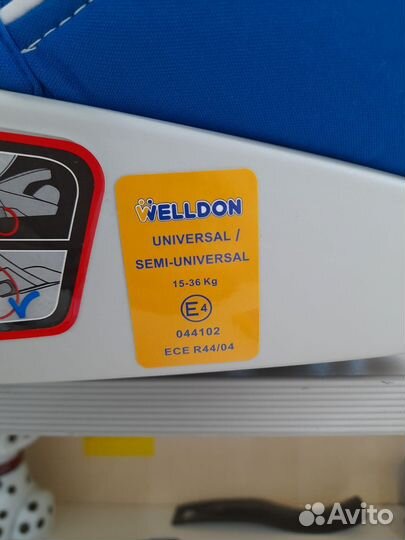 WELLDON
UNIVERSAL /
SEMI-UNIVERSAL
15-36 Kg
E4
044102
ECE R44/04
Avito